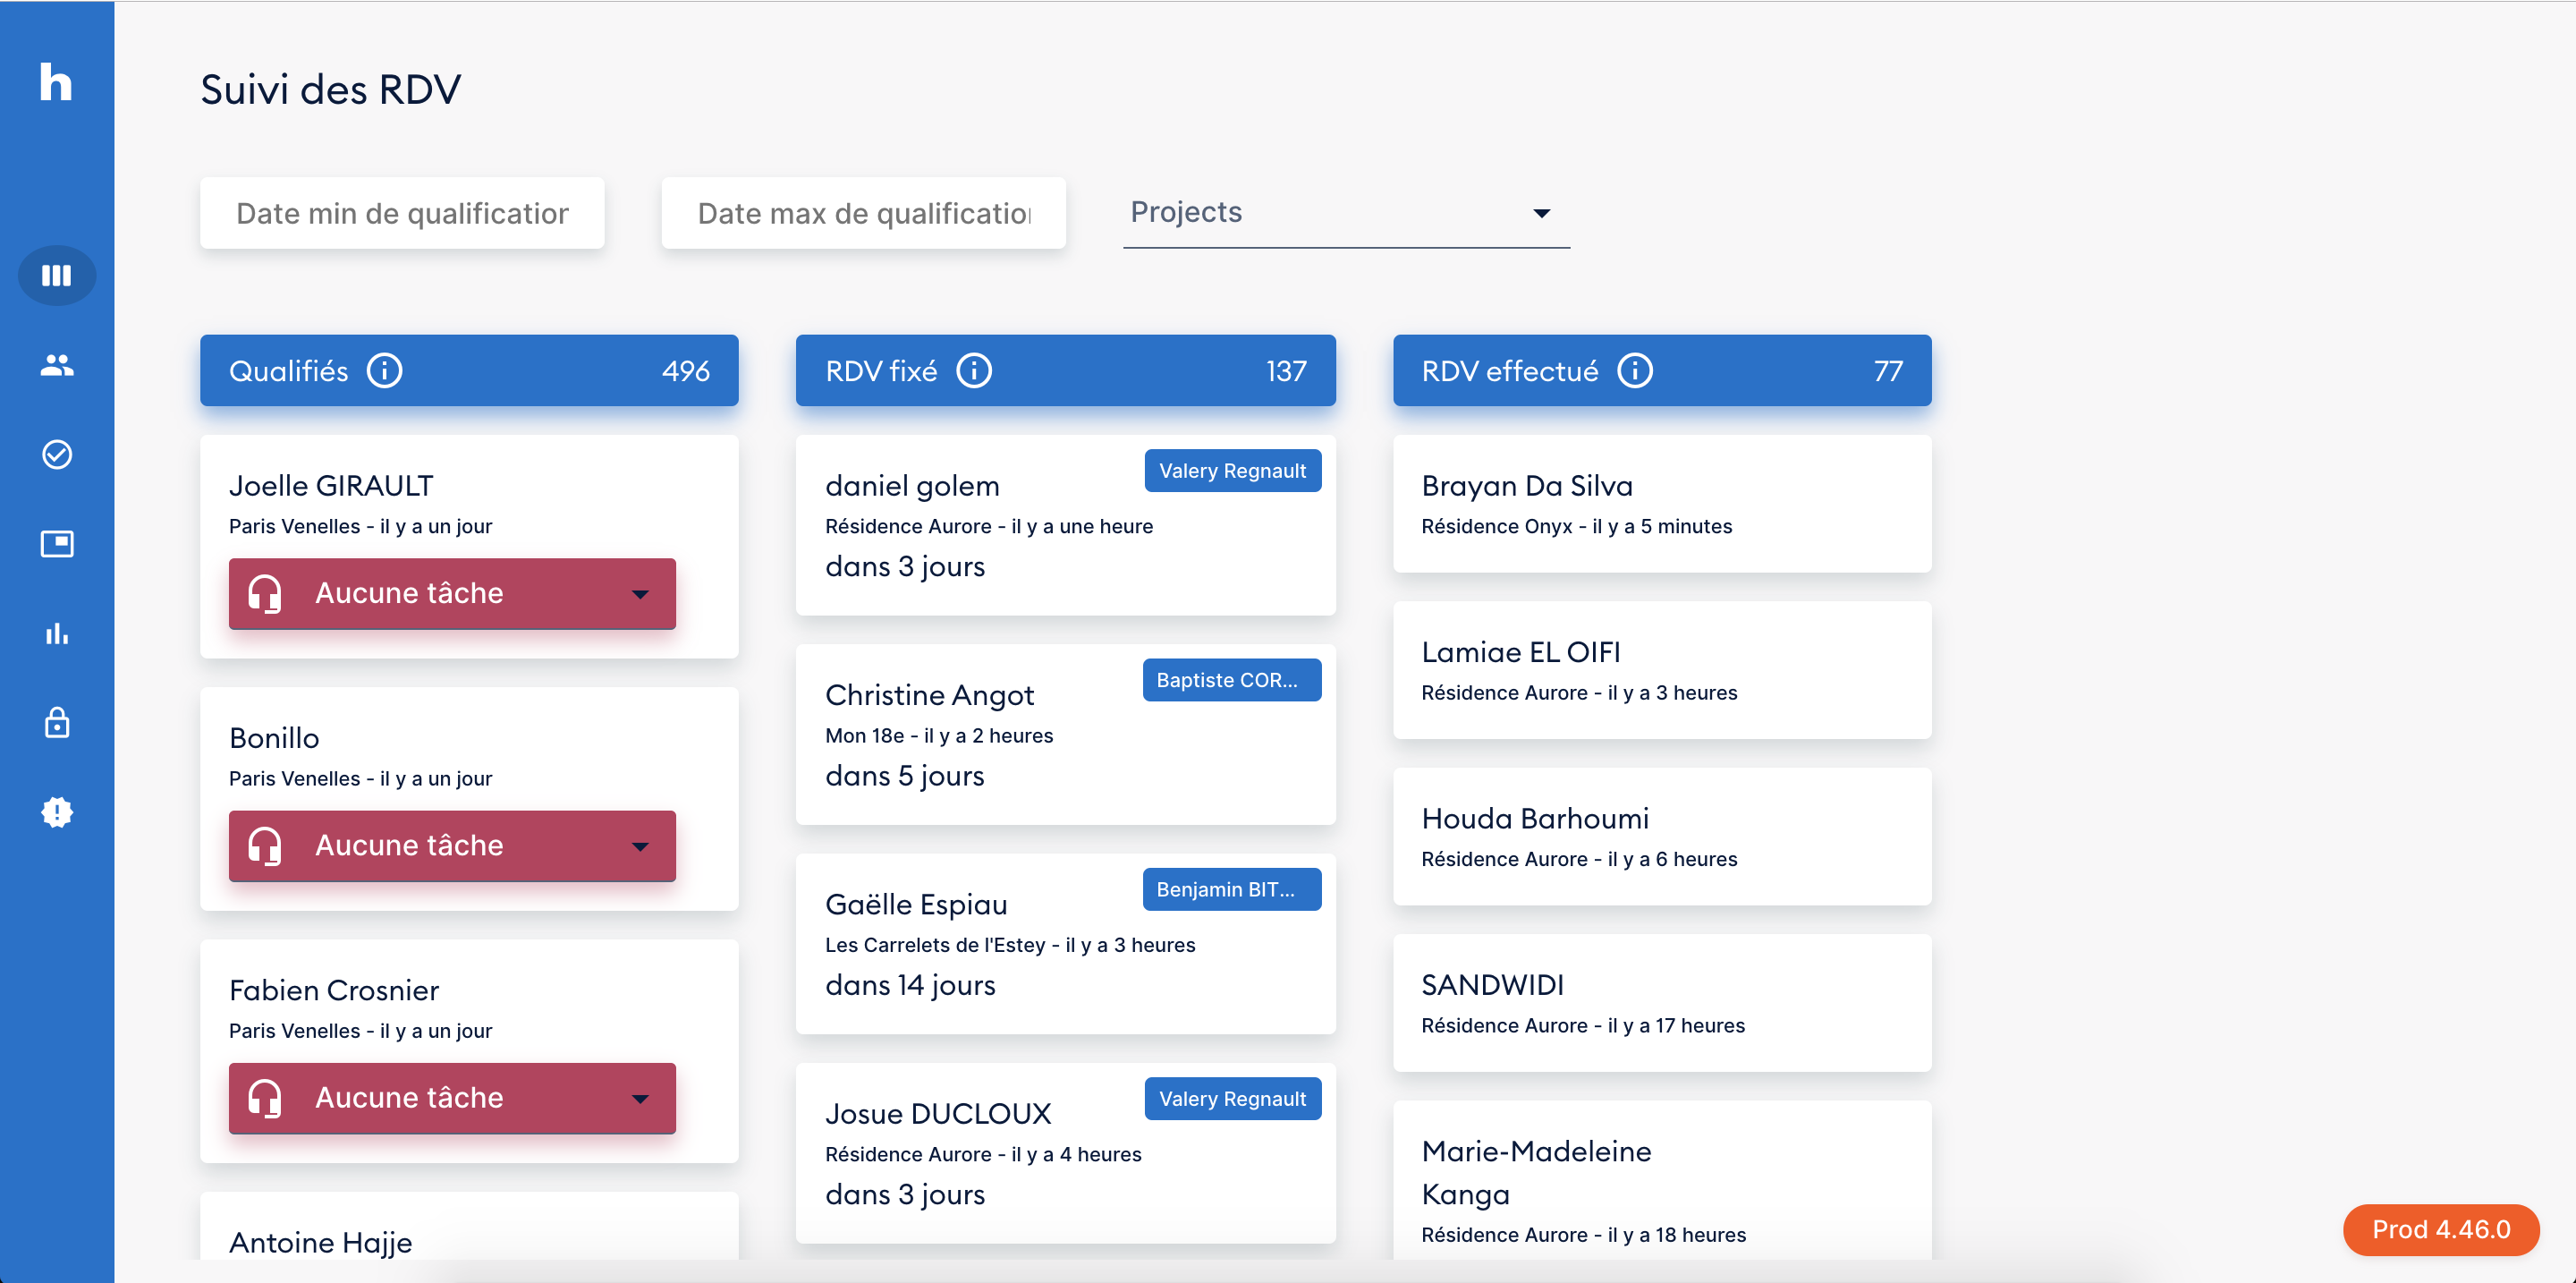 h
Suivi des RDV
Date min de qualification
Date max de qualificatio
Projects
Qualifiés 496
Joelle GIRAULT
Paris Venelles - il y a un jour
Aucune tâche
Bonillo
Paris Venelles - il y a un jour
Aucune tâche
Fabien Crosnier
Paris Venelles - il y a un jour
Aucune tâche
Antoine Hajje
RDV fixé 137
Valery Regnault
daniel golem
Résidence Aurore - il y a une heure
dans 3 jours
Baptiste COR...
Christine Angot
Mon 18e - il y a 2 heures
dans 5 jours
Benjamin BIT...
Gaëlle Espiau
Les Carrelets de l'Estey - il y a 3 heures
dans 14 jours
Valery Regnault
Josue DUCLOUX
Résidence Aurore - il y a 4 heures
dans 3 jours
RDV effectué 77
Brayan Da Silva
Résidence Onyx - il y a 5 minutes
Lamiae EL OIFI
Résidence Aurore - il y a 3 heures
Houda Barhoumi
Résidence Aurore - il y a 6 heures
SANDWIDI
Résidence Aurore - il y a 17 heures
Marie-Madeleine
Kanga
Résidence Aurore - il y a 18 heures
Prod 4.46.0